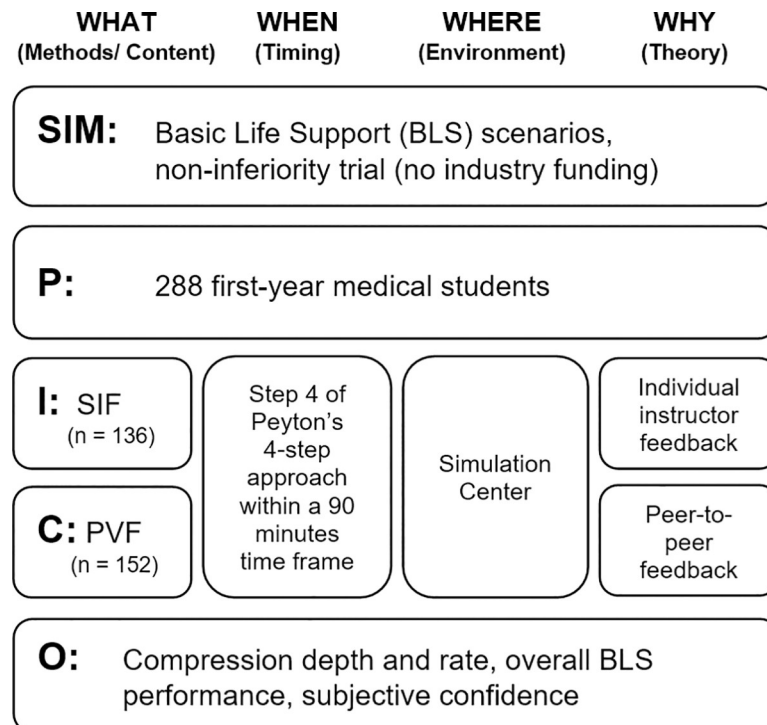 WHAT WHEN WHERE WHY
(Methods/ Content) (Timing) (Environment) (Theory)
SIM: Basic Life Support (BLS) scenarios,
non-inferiority trial (no industry funding)
P: 288 first-year medical students
I: SIF
(n = 136)
C: PVF
(n = 152)
Step 4 of
Peyton’s
4-step
approach
within a 90
minutes
time frame
Simulation
Center
Individual
instructor
feedback
Peer-to-
peer
feedback
O: Compression depth and rate, overall BLS
performance, subjective confidence